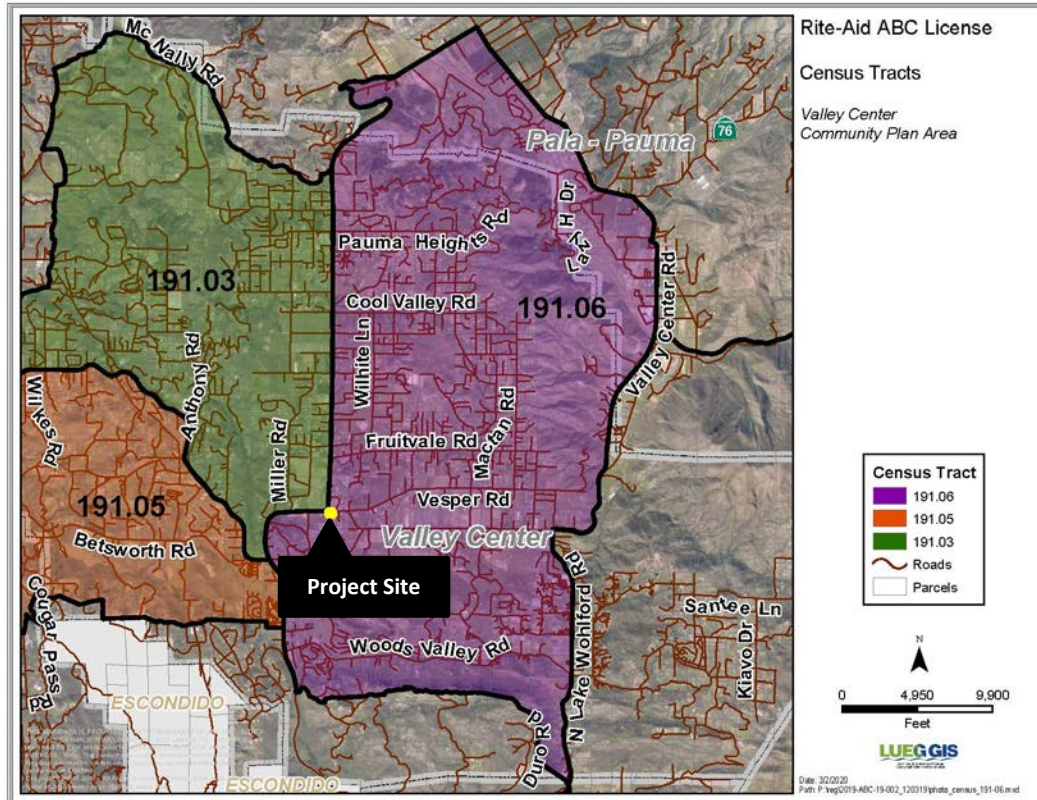 Rite-Aid ABC License
Census Tracts
Valley Center
Community Plan Area
Mc Nally Rd
Pala - Pauma
76
Lazy H Dr
Pauma Heights Rd
191.03
191.06
Cool Valley Rd
Valley Center Rd
Wilhite Ln
Anthony Rd
Wilkes Rd
Mactan Rd
Fruitvale Rd
Miller Rd
Vesper Rd
191.05
Valley Center
Betsworth Rd
Project Site
Cougar Pass Rd
Woods Valley Rd
N Lake Wohlford Rd
Santee Ln
Kiavo Dr
ESCONDIDO
Duro Rd
ESCONDIDO
Census Tract
191.06
191.05
191.03
Roads
Parcels
N
0 4,950 9,900
Feet
LUEG GIS
Date: 3/2/2020